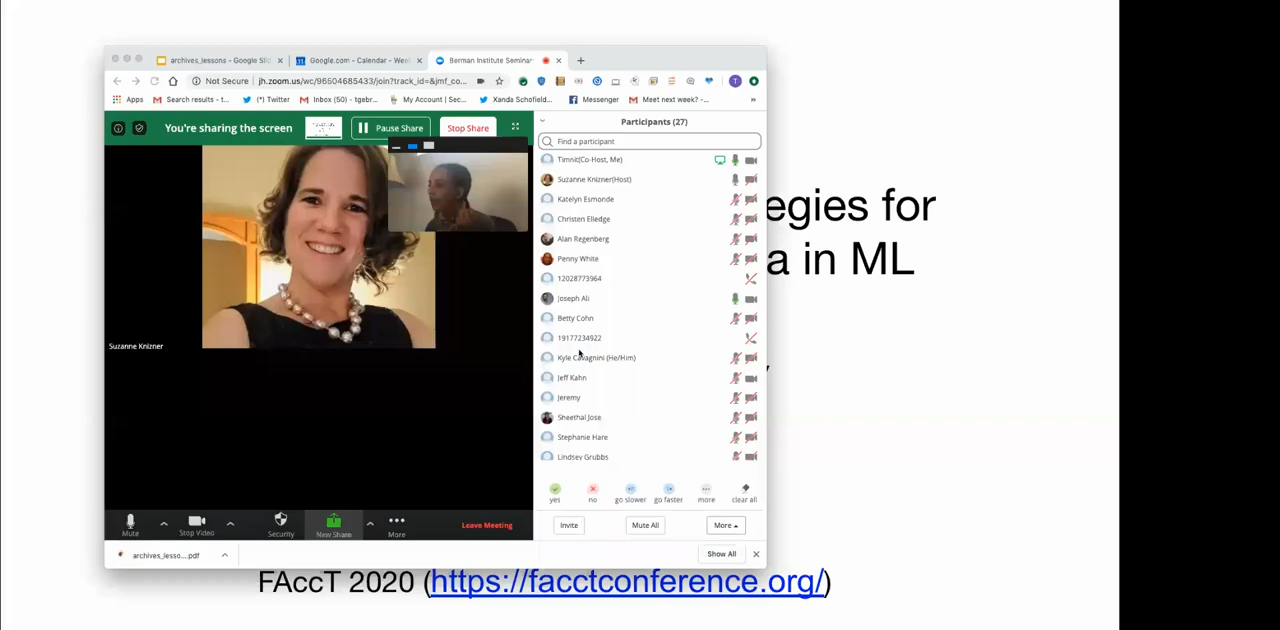 archives_lessons - Google Slid
Google.com - Calendar - Wee
Berman Institute Seminar
Not Secure
jh.zoom.us/wc/96504685433/join?track_id=&jmf_co...
Apps
Search results - t...
(*) Twitter
Inbox (50) - tgebr...
My Account | Sec...
Xanda Schofield...
Messenger
Meet next week? -...
»
You're sharing the screen
Pause Share
Stop Share
Participants (27)
Find a participant
Timnit(Co-Host, Me)
Suzanne Knizner(Host)
Katelyn Esmonde
Christen Elledge
Alan Regenberg
Penny White
12028773964
Joseph Ali
Betty Cohn
19177234922
Kyle Cavagnini (He/Him)
Jeff Kahn
Jeremy
Sheethal Jose
Stephanie Hare
Lindsey Grubbs
Suzanne Knizner
egies for
a in ML
yes
no
go slower
go faster
more
clear all
Mute
Stop Video
Security
New Share
More
Leave Meeting
Invite
Mute All
More
archives_lesso....pdf
Show All
FAccT 2020 (https://facctconference.org/)